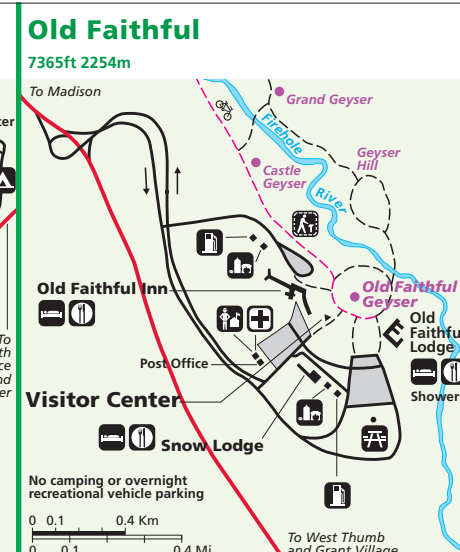 Old Faithful
7365ft 2254m
To Madison
Grand Geyser
Firehole
River
Geyser
Hill
Castle
Geyser
Old Faithful Inn
Old Faithful
Geyser
Old
Faithful
Lodge
Showers
Post Office
Visitor Center
Snow Lodge
No camping or overnight
recreational vehicle parking
0 0.1 0.4 Km
0 0.1 0.4 Mi
To West Thumb
and Grant Village
To